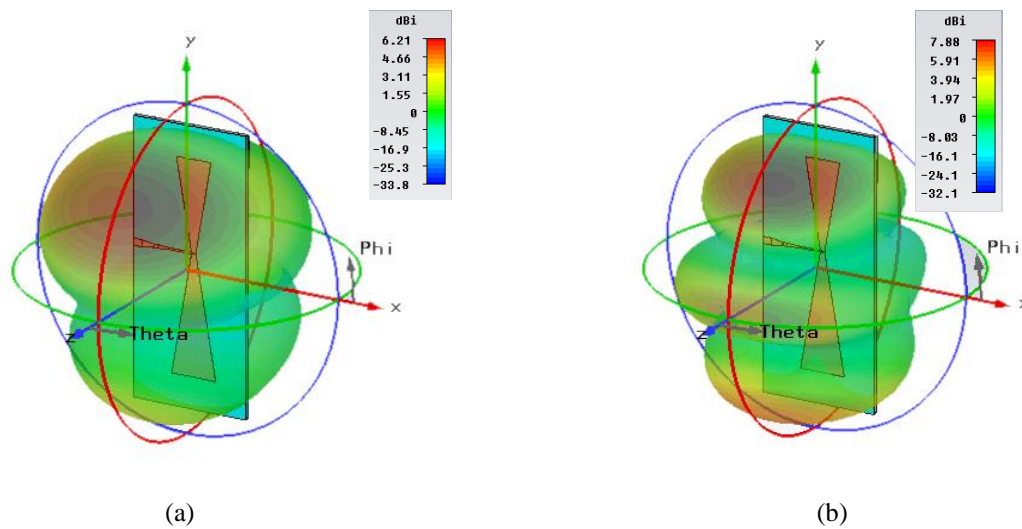 dBi
6.21
4.66
3.11
1.55
0
-8.45
-16.9
-25.3
-33.8
y
Phi
x
Theta
z
(a)
dBi
7.88
5.91
3.94
1.97
0
-8.03
-16.1
-24.1
-32.1
y
Phi
x
Theta
z
(b)